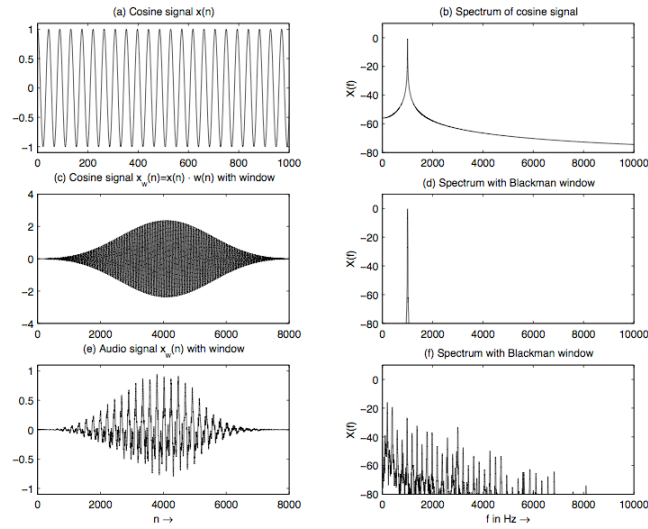 (a) Cosine signal x(n)
1
0.5
0
−0.5
−1
0 200 400 600 800 1000
(b) Spectrum of cosine signal
X(f)
0
−20
−40
−60
−80
0 2000 4000 6000 8000 10000
(c) Cosine signal x_w(n)=x(n) · w(n) with window
4
2
0
−2
−4
0 2000 4000 6000 8000
(d) Spectrum with Blackman window
X(f)
0
−20
−40
−60
−80
0 2000 4000 6000 8000 10000
(e) Audio signal x_w(n) with window
1
0.5
0
−0.5
−1
0 2000 4000 6000 8000
n →
(f) Spectrum with Blackman window
X(f)
0
−20
−40
−60
−80
0 2000 4000 6000 8000 10000
f in Hz →